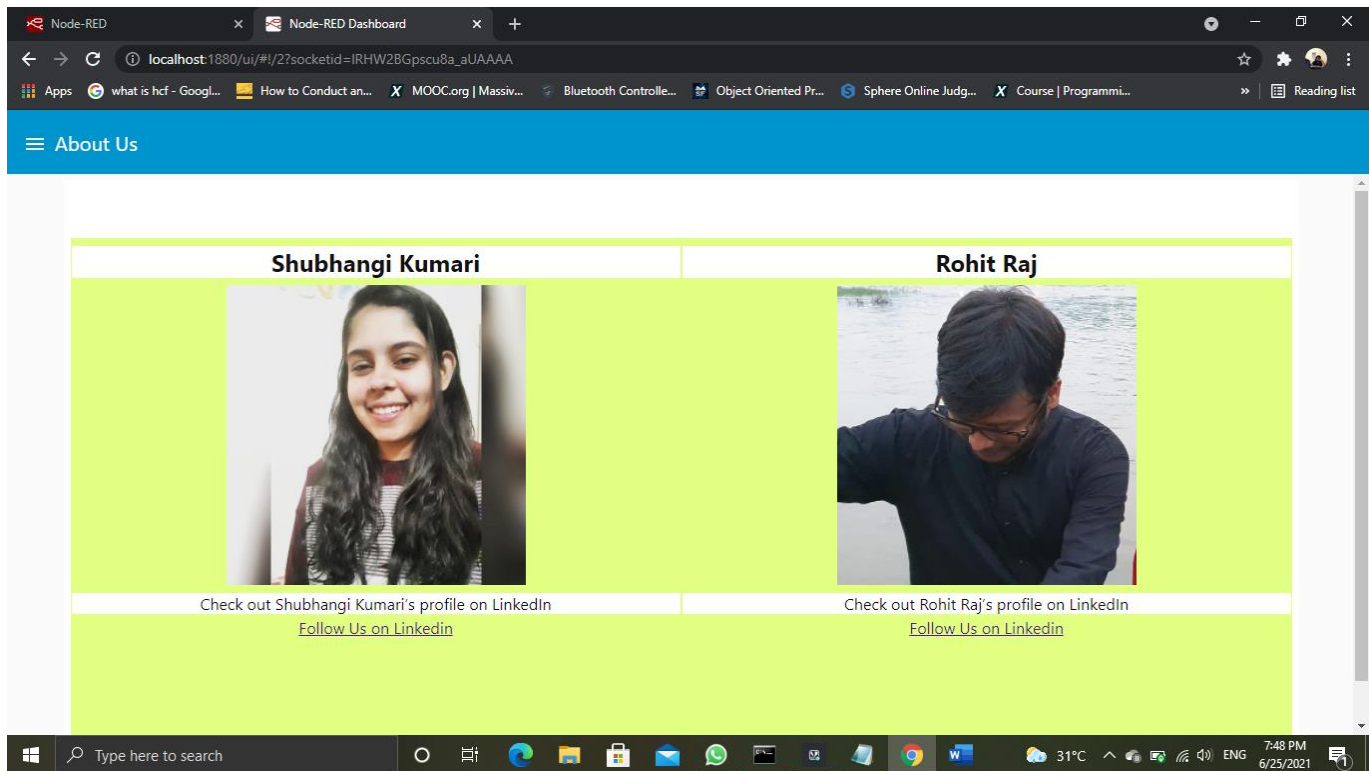 Node-RED
Node-RED Dashboard
localhost:1880/ui/#!/2?socketid=IRHW2BGpscu8a_aUAAAA
Apps what is hcf - Googl... How to Conduct an... MOOC.org | Massiv... Bluetooth Controlle... Object Oriented Pr... Sphere Online Judg... Course | Programmi... » Reading list
About Us
Shubhangi Kumari Rohit Raj
Check out Shubhangi Kumari's profile on LinkedIn Check out Rohit Raj's profile on LinkedIn
Follow Us on Linkedin Follow Us on Linkedin
Type here to search 31°C ENG 7:48 PM
6/25/2021